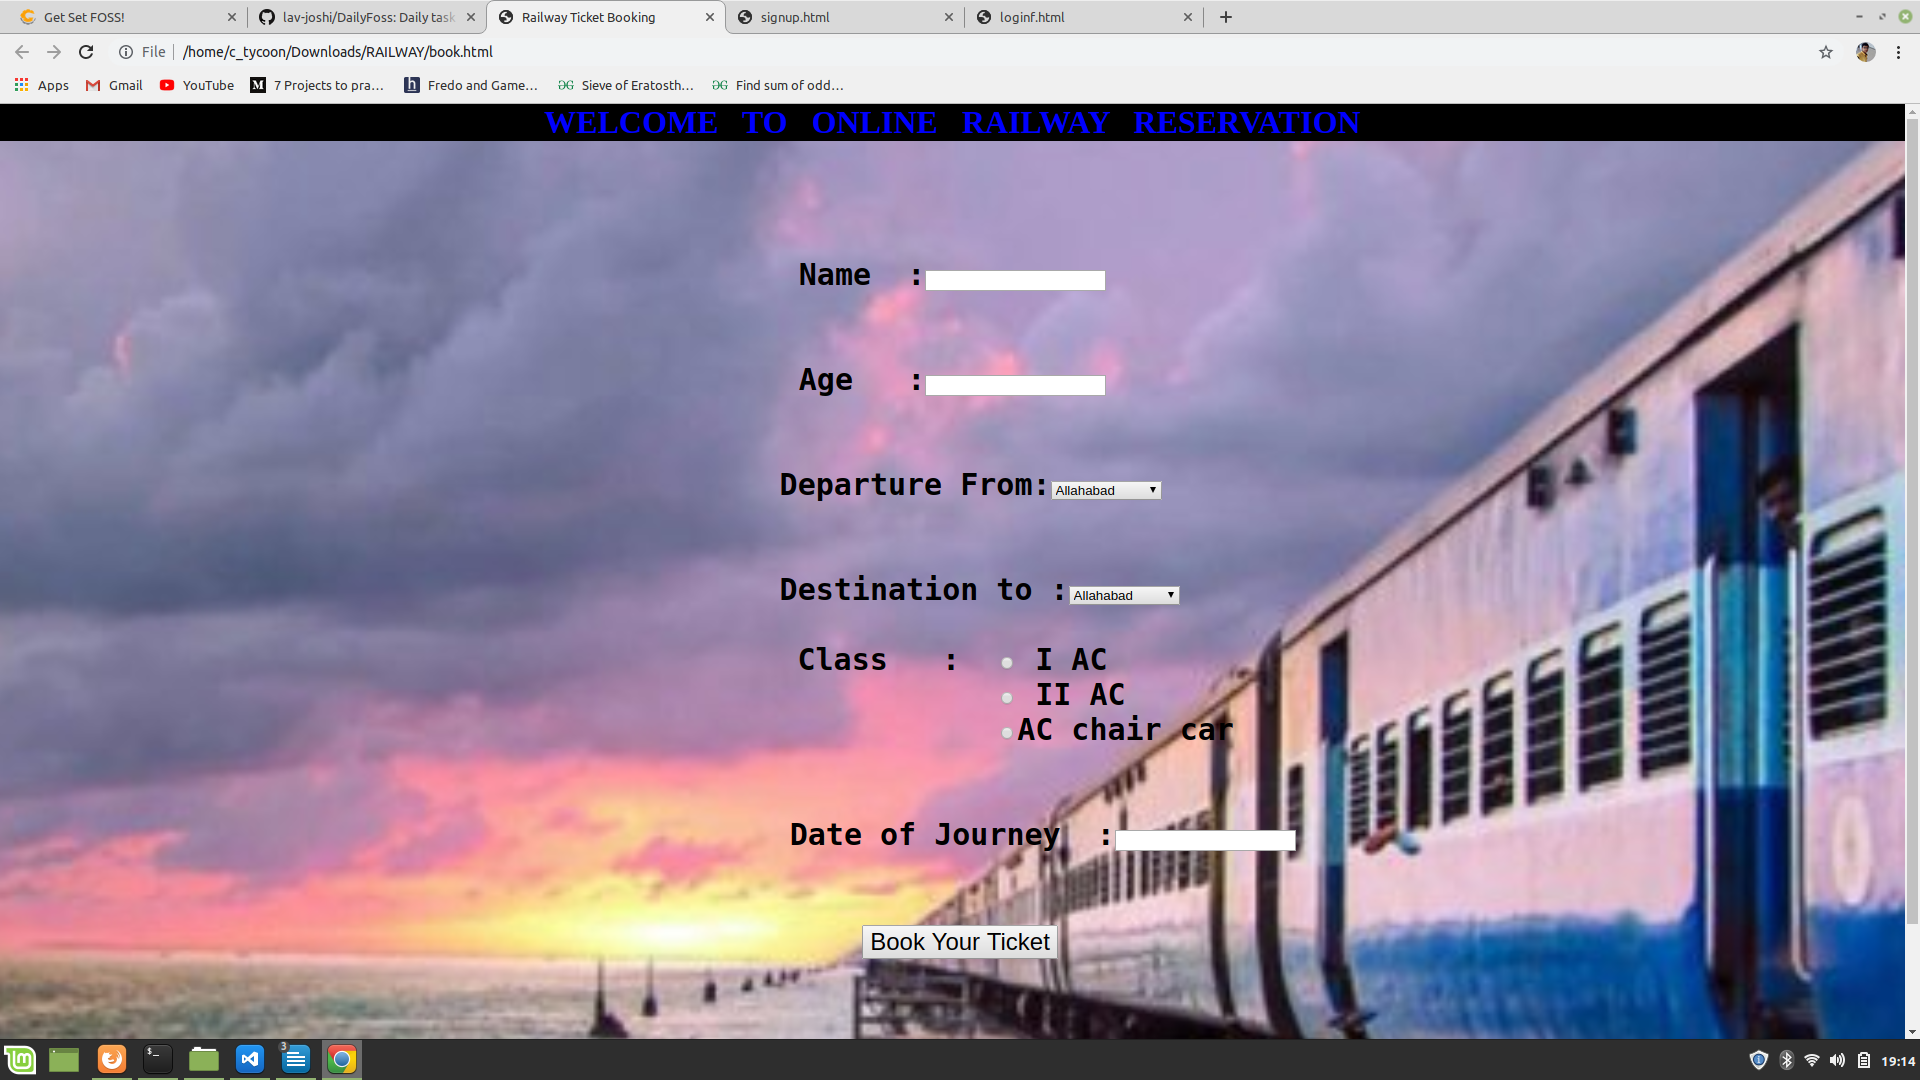 Get Set FOSS!
lav-joshi/DailyFoss: Daily task
Railway Ticket Booking
signup.html
loginf.html
File
/home/c_tycoon/Downloads/RAILWAY/book.html
Apps
Gmail
YouTube
7 Projects to pra...
Fredo and Game...
Sieve of Eratosth...
Find sum of odd...
WELCOME TO ONLINE RAILWAY RESERVATION
Name :
Age :
Departure From: Allahabad
Destination to : Allahabad
Class : I AC
II AC
AC chair car
Date of Journey :
Book Your Ticket
3
19:14